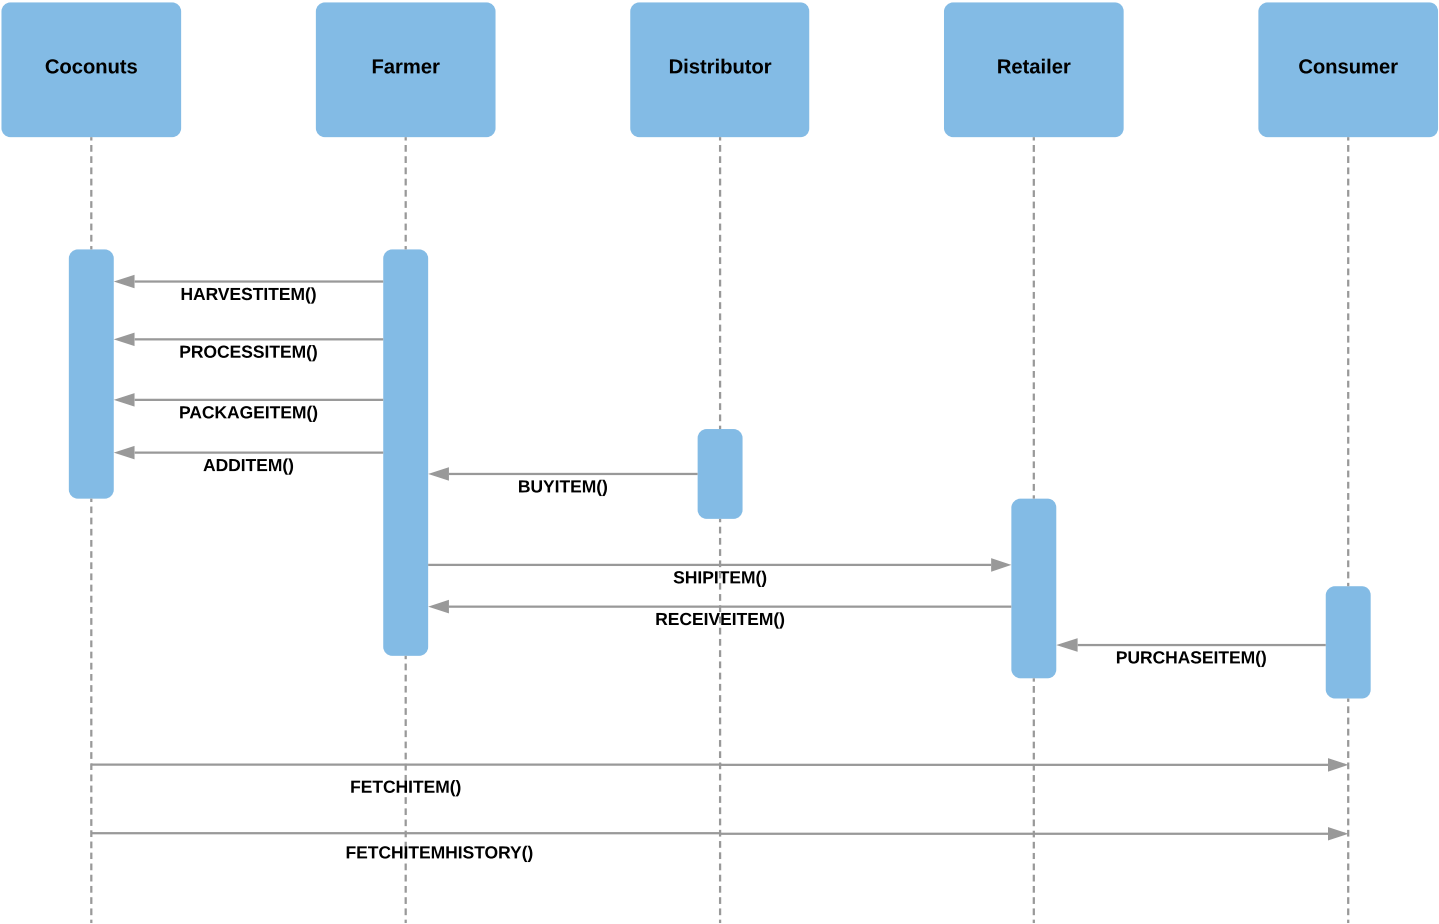 Coconuts
Farmer
Distributor
Retailer
Consumer
HARVESTITEM()
PROCESSITEM()
PACKAGEITEM()
ADDITEM()
BUYITEM()
SHIPITEM()
RECEIVEITEM()
PURCHASEITEM()
FETCHITEM()
FETCHITEMHISTORY()